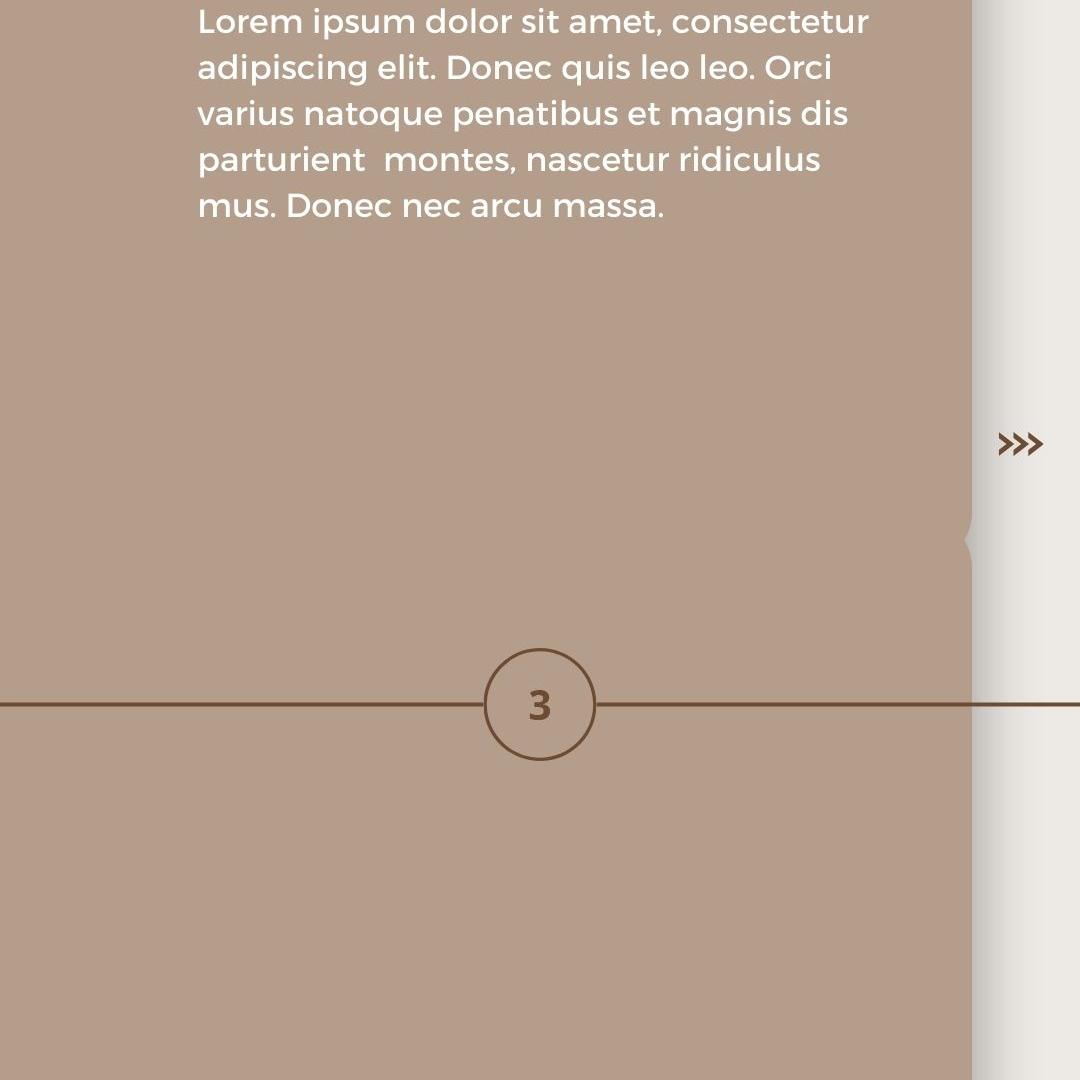 Lorem ipsum dolor sit amet, consectetur
adipiscing elit. Donec quis leo leo. Orci
varius natoque penatibus et magnis dis
parturient  montes, nascetur ridiculus
mus. Donec nec arcu massa.
›››
3